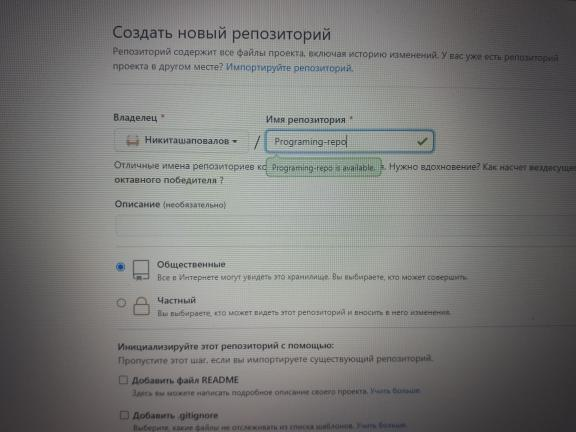 Создать новый репозиторий
Репозиторий содержит все файлы проекта, включая историю изменений. У вас уже есть репозиторий
проекта в другом месте? Импортируйте репозиторий.
Владелец *
Имя репозитория *
Никиташаповалов
/
Programing-repo
Отличные имена репозиториев ко Programing-repo is available. Нужно вдохновение? Как насчет вездесуще
октавного победителя ?
Описание (необязательно)
Общественные
Все в Интернете могут увидеть это хранилище. Вы выбираете, кто может совершить.
Частный
Вы выбираете, кто может видеть этот репозиторий и вносить в него изменения.
Инициализируйте этот репозиторий с помощью:
Пропустите этот шаг, если вы импортируете существующий репозиторий.
Добавить файл README
Здесь вы можете написать подробное описание своего проекта. Учить больше.
Добавить .gitignore
Выберите, какие файлы не отслеживать из списка шаблонов. Учить больше.